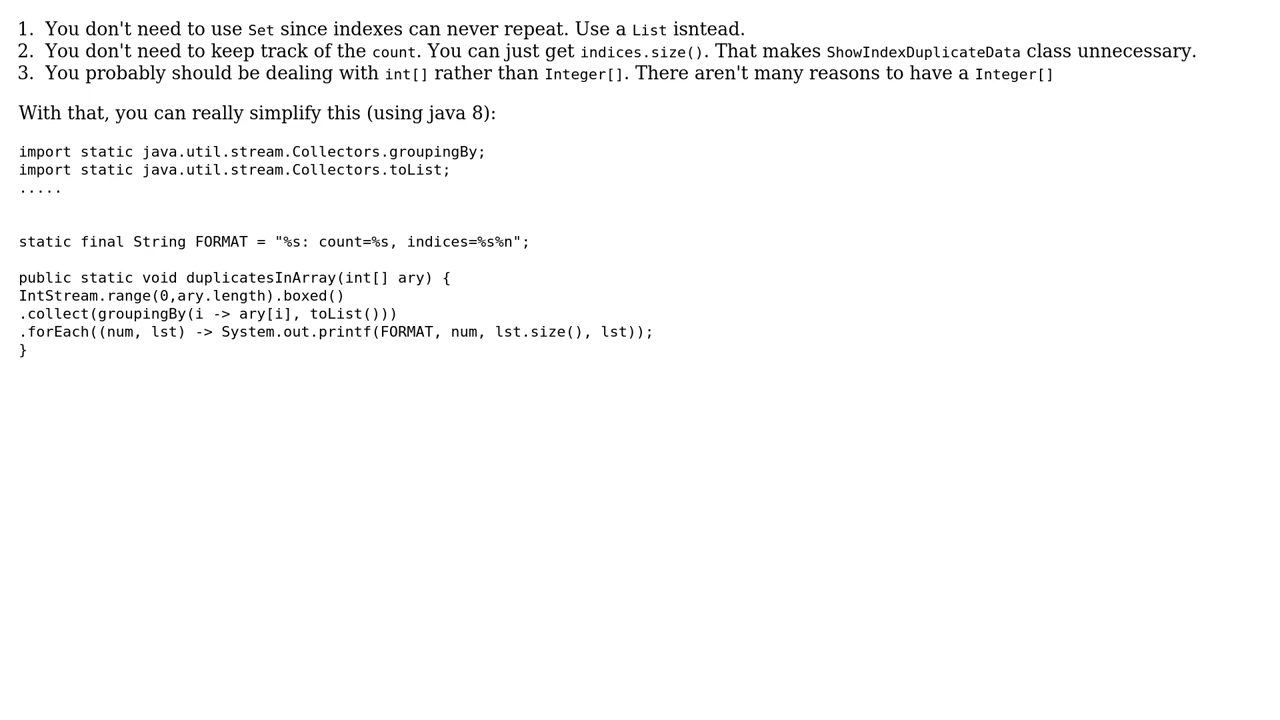 1. You don't need to use Set since indexes can never repeat. Use a List isntead.
2. You don't need to keep track of the count. You can just get indices.size(). That makes ShowIndexDuplicateData class unnecessary.
3. You probably should be dealing with int[] rather than Integer[]. There aren't many reasons to have a Integer[]
With that, you can really simplify this (using java 8):
import static java.util.stream.Collectors.groupingBy;
import static java.util.stream.Collectors.toList;
.....
static final String FORMAT = "%s: count=%s, indices=%s%n";
public static void duplicatesInArray(int[] ary) {
IntStream.range(0,ary.length).boxed()
.collect(groupingBy(i -> ary[i], toList()))
.forEach((num, lst) -> System.out.printf(FORMAT, num, lst.size(), lst));
}